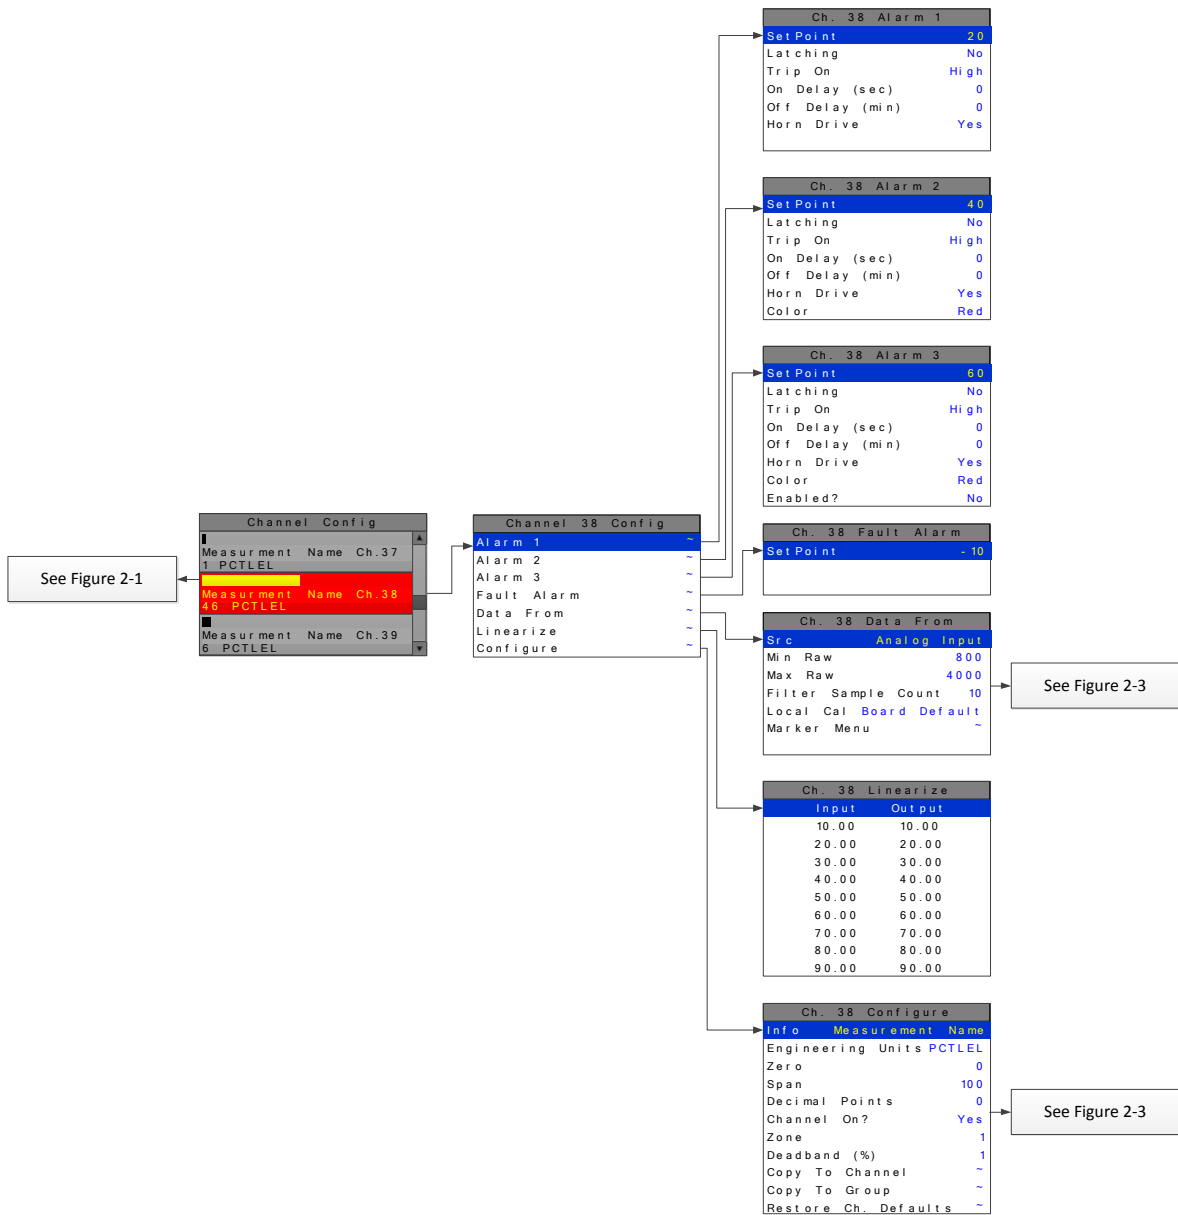 Ch. 38 Alarm 1
SetPoint 20
Latching No
Trip On High
On Delay (sec) 0
Off Delay (min) 0
Horn Drive Yes
Ch. 38 Alarm 2
SetPoint 40
Latching No
Trip On High
On Delay (sec) 0
Off Delay (min) 0
Horn Drive Yes
Color Red
Ch. 38 Alarm 3
SetPoint 60
Latching No
Trip On High
On Delay (sec) 0
Off Delay (min) 0
Horn Drive Yes
Color Red
Enabled? No
See Figure 2-1
Channel Config
Measurment Name Ch.37
1 PCTLEL
Measurment Name Ch.38
46 PCTLEL
Measurment Name Ch.39
6 PCTLEL
Channel 38 Config
Alarm 1 ~
Alarm 2 ~
Alarm 3 ~
Fault Alarm ~
Data From ~
Linearize ~
Configure ~
Ch. 38 Fault Alarm
SetPoint -10
Ch. 38 Data From
Src Analog Input
Min Raw 800
Max Raw 4000
Filter Sample Count 10
Local Cal Board Default
Marker Menu ~
See Figure 2-3
Ch. 38 Linearize
Input Output
10.00 10.00
20.00 20.00
30.00 30.00
40.00 40.00
50.00 50.00
60.00 60.00
70.00 70.00
80.00 80.00
90.00 90.00
Ch. 38 Configure
Info Measurement Name
Engineering Units PCTLEL
Zero 0
Span 100
Decimal Points 0
Channel On? Yes
Zone 1
Deadband (%) 1
Copy To Channel ~
Copy To Group ~
Restore Ch. Defaults ~
See Figure 2-3